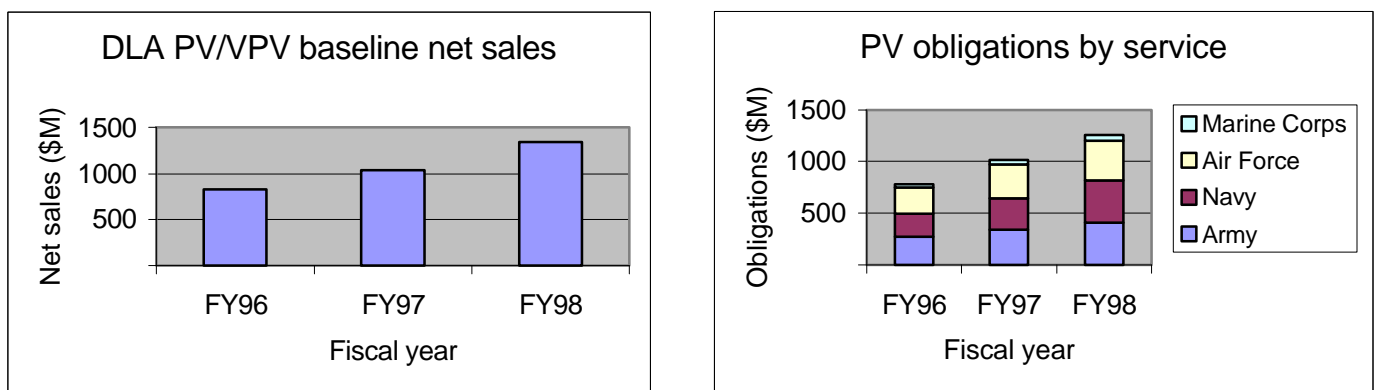 DLA PV/VPV baseline net sales
Net sales ($M)
1500
1000
500
FY96 FY97 FY98
Fiscal year
PV obligations by service
Obligations ($M)
1500
1000
500
FY96 FY97 FY98
Fiscal year
Marine Corps
Air Force
Navy
Army